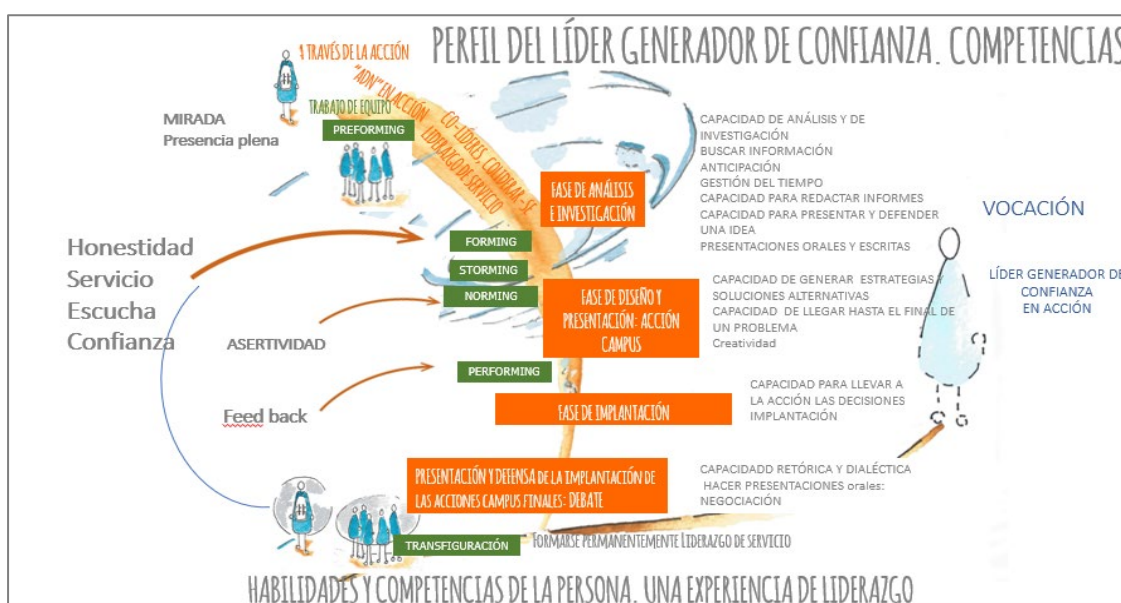 PERFIL DEL LÍDER GENERADOR DE CONFIANZA. COMPETENCIAS
A TRAVÉS DE LA ACCIÓN
"ADN" EN ACCIÓN
CO-LÍDERES, COLIDERAR-SE
LIDERAZGO DE SERVICIO
TRABAJO DE EQUIPO
PREFORMING
MIRADA
Presencia plena
Honestidad
Servicio
Escucha
Confianza
ASERTIVIDAD
Feed back
FORMING
STORMING
NORMING
PERFORMING
FASE DE ANÁLISIS
E INVESTIGACIÓN
CAPACIDAD DE ANÁLISIS Y DE
INVESTIGACIÓN
BUSCAR INFORMACIÓN
ANTICIPACIÓN
GESTIÓN DEL TIEMPO
CAPACIDAD PARA REDACTAR INFORMES
CAPACIDAD PARA PRESENTAR Y DEFENDER
UNA IDEA
PRESENTACIONES ORALES Y ESCRITAS
FASE DE DISEÑO Y
PRESENTACIÓN: ACCIÓN
CAMPUS
CAPACIDAD DE GENERAR ESTRATEGIAS Y
SOLUCIONES ALTERNATIVAS
CAPACIDAD DE LLEGAR HASTA EL FINAL DE
UN PROBLEMA
Creatividad
FASE DE IMPLANTACIÓN
CAPACIDAD PARA LLEVAR A
LA ACCIÓN LAS DECISIONES
IMPLANTACIÓN
PRESENTACIÓN Y DEFENSA DE LA IMPLANTACIÓN DE
LAS ACCIONES CAMPUS FINALES: DEBATE
CAPACIDADD RETÓRICA Y DIALÉCTICA
HACER PRESENTACIONES orales:
NEGOCIACIÓN
VOCACIÓN
LÍDER GENERADOR DE
CONFIANZA
EN ACCIÓN
TRANSFIGURACIÓN
FORMARSE PERMANENTEMENTE LIDERAZGO DE SERVICIO
HABILIDADES Y COMPETENCIAS DE LA PERSONA. UNA EXPERIENCIA DE LIDERAZGO